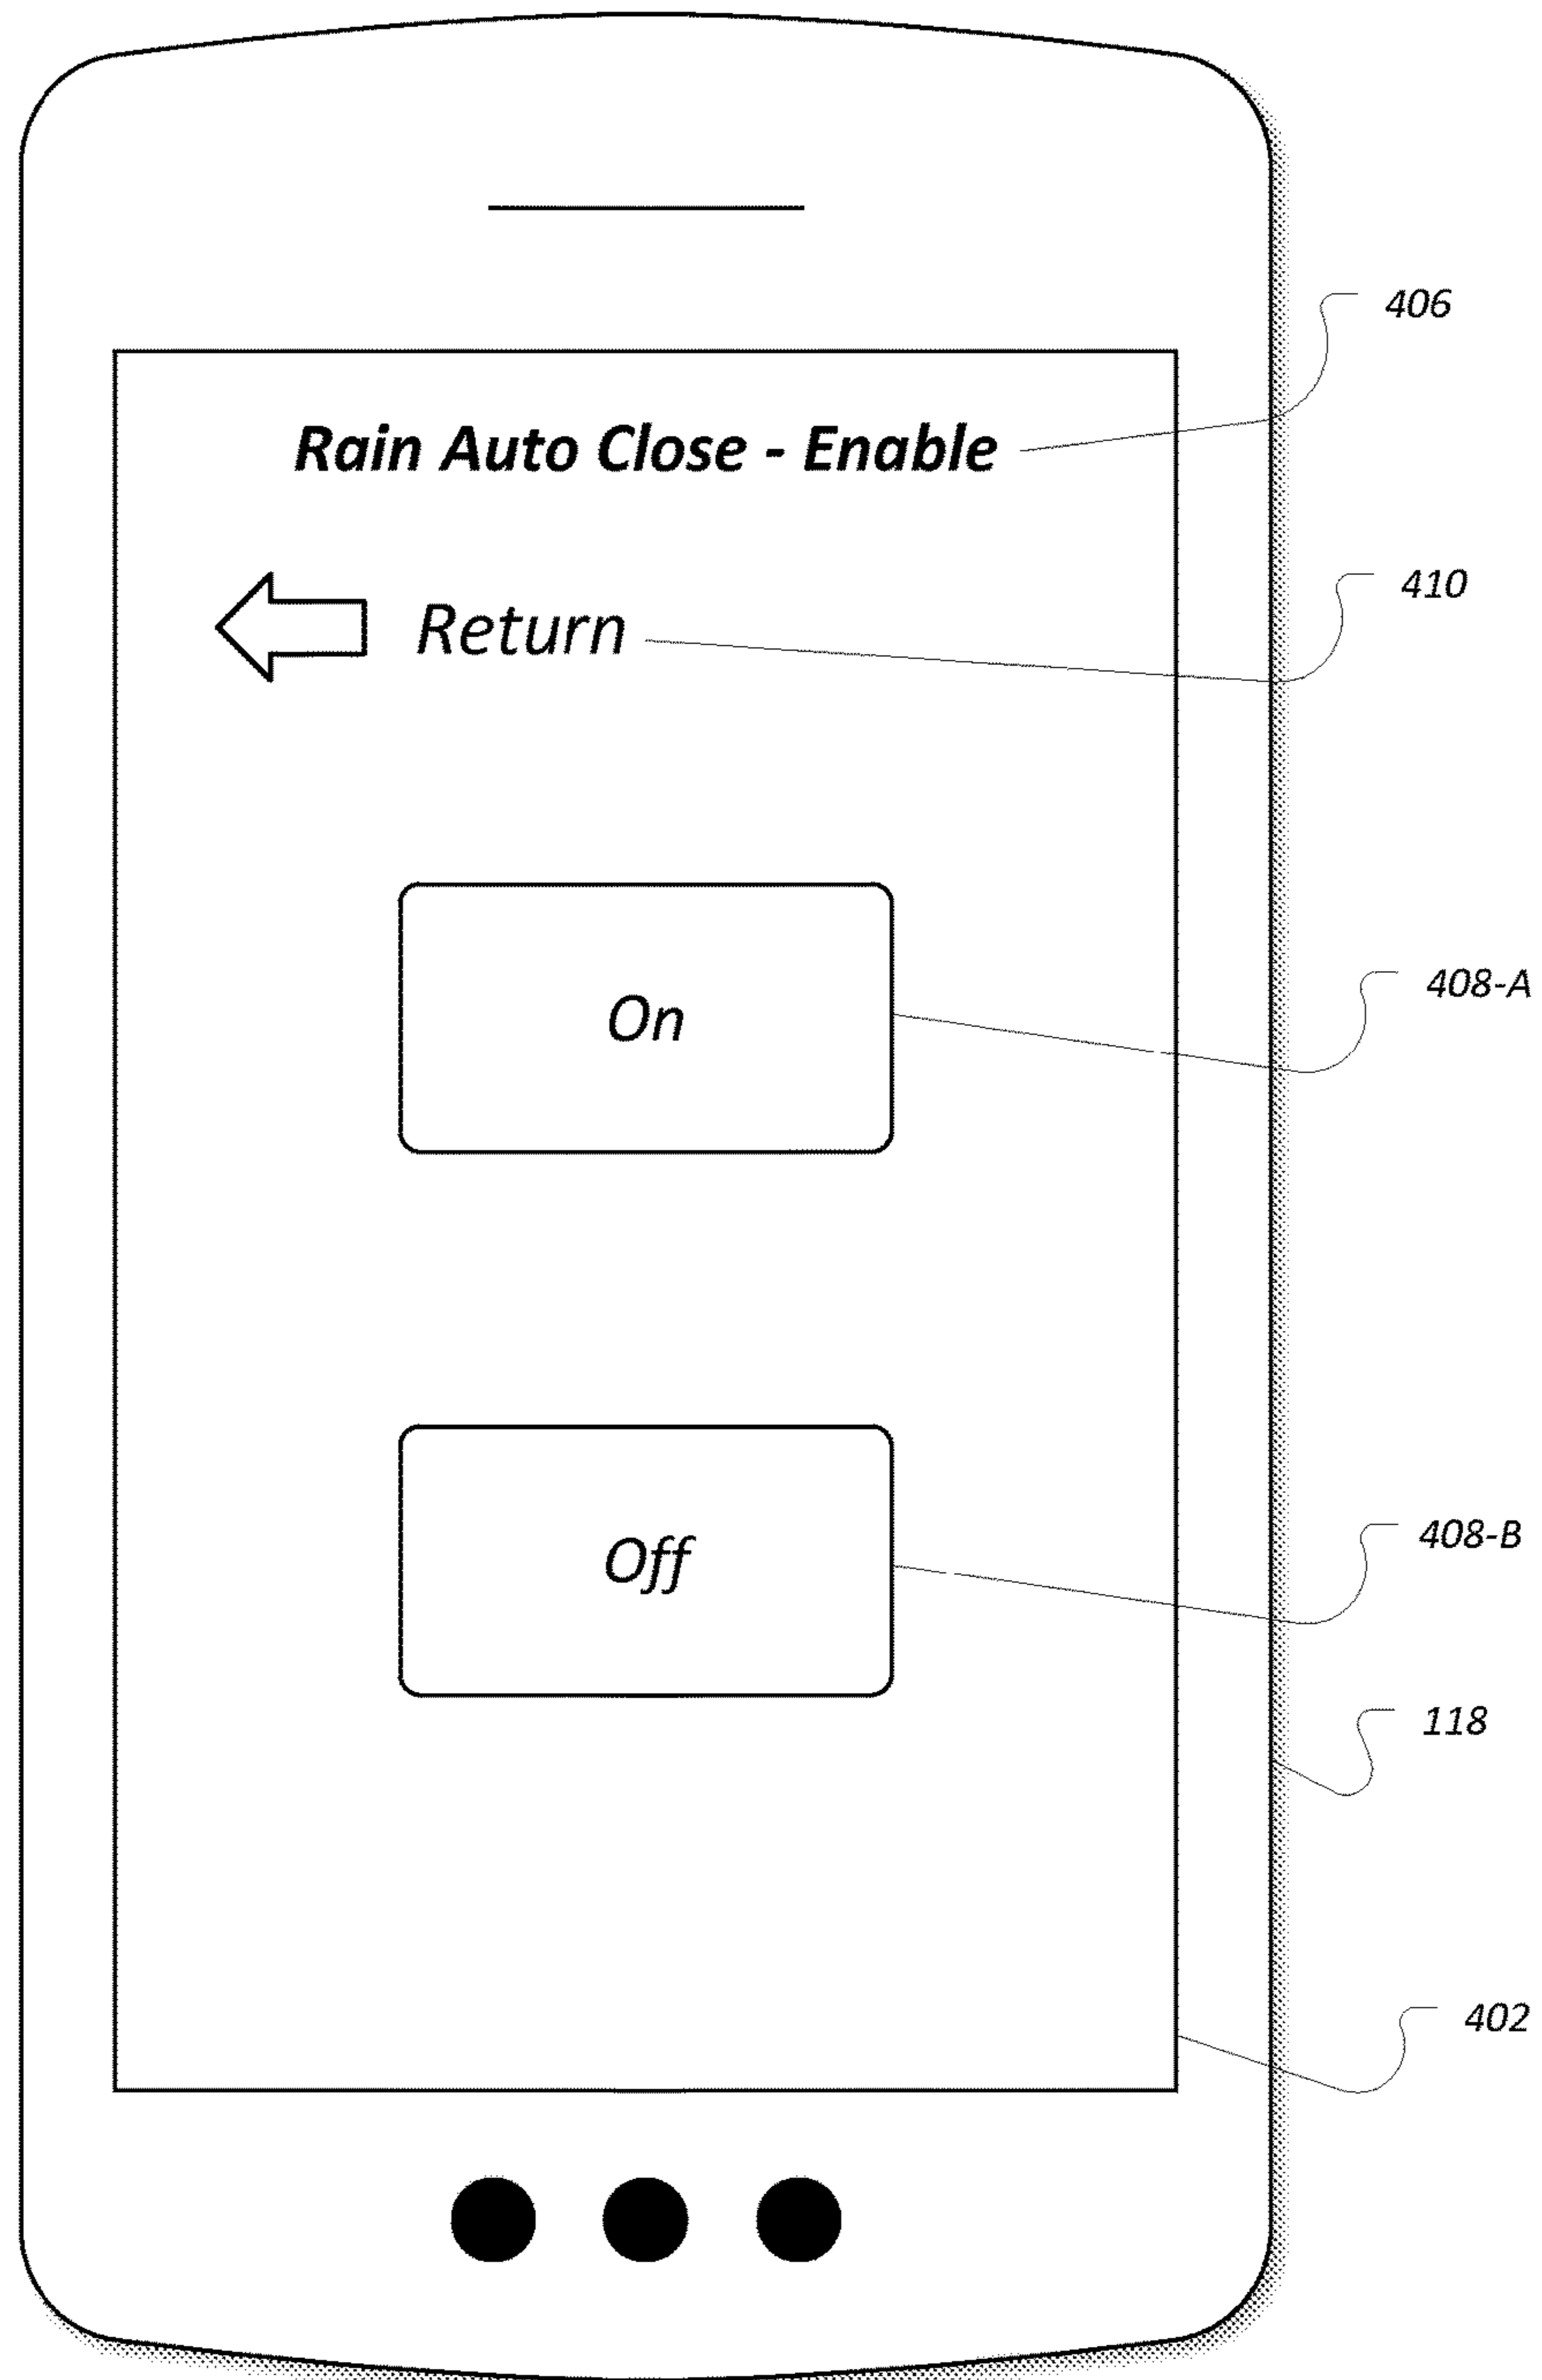 406
Rain Auto Close - Enable
410
Return
408-A
On
408-B
Off
118
402